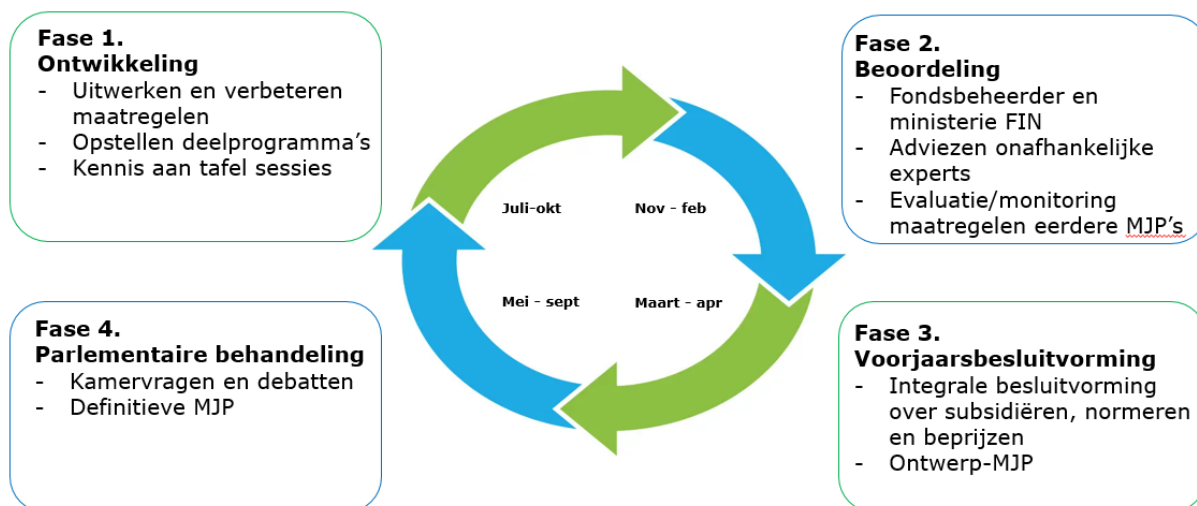 Fase 1.
Ontwikkeling
- Uitwerken en verbeteren
maatregelen
- Opstellen deelprogramma's
- Kennis aan tafel sessies
Fase 2.
Beoordeling
- Fondsbeheerder en
ministerie FIN
- Adviezen onafhankelijke
experts
- Evaluatie/monitoring
maatregelen eerdere MJP's
Juli-okt
Nov - feb
Mei - sept
Maart - apr
Fase 4.
Parlementaire behandeling
- Kamervragen en debatten
- Definitieve MJP
Fase 3.
Voorjaarsbesluitvorming
- Integrale besluitvorming
over subsidiëren, normeren
en beprijzen
- Ontwerp-MJP